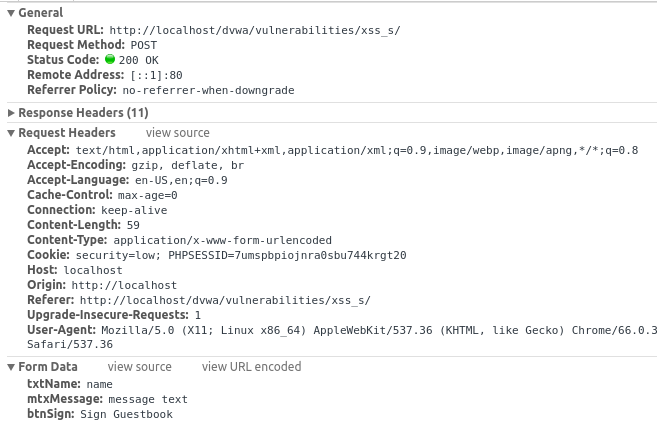 General
Request URL: http://localhost/dvwa/vulnerabilities/xss_s/
Request Method: POST
Status Code: 200 OK
Remote Address: [::1]:80
Referrer Policy: no-referrer-when-downgrade
Response Headers (11)
Request Headers view source
Accept: text/html,application/xhtml+xml,application/xml;q=0.9,image/webp,image/apng,*/*;q=0.8
Accept-Encoding: gzip, deflate, br
Accept-Language: en-US,en;q=0.9
Cache-Control: max-age=0
Connection: keep-alive
Content-Length: 59
Content-Type: application/x-www-form-urlencoded
Cookie: security=low; PHPSESSID=7umspbpiojnra0sbu744krgt20
Host: localhost
Origin: http://localhost
Referer: http://localhost/dvwa/vulnerabilities/xss_s/
Upgrade-Insecure-Requests: 1
User-Agent: Mozilla/5.0 (X11; Linux x86_64) AppleWebKit/537.36 (KHTML, like Gecko) Chrome/66.0.3
Safari/537.36
Form Data view source view URL encoded
txtName: name
mtxMessage: message text
btnSign: Sign Guestbook